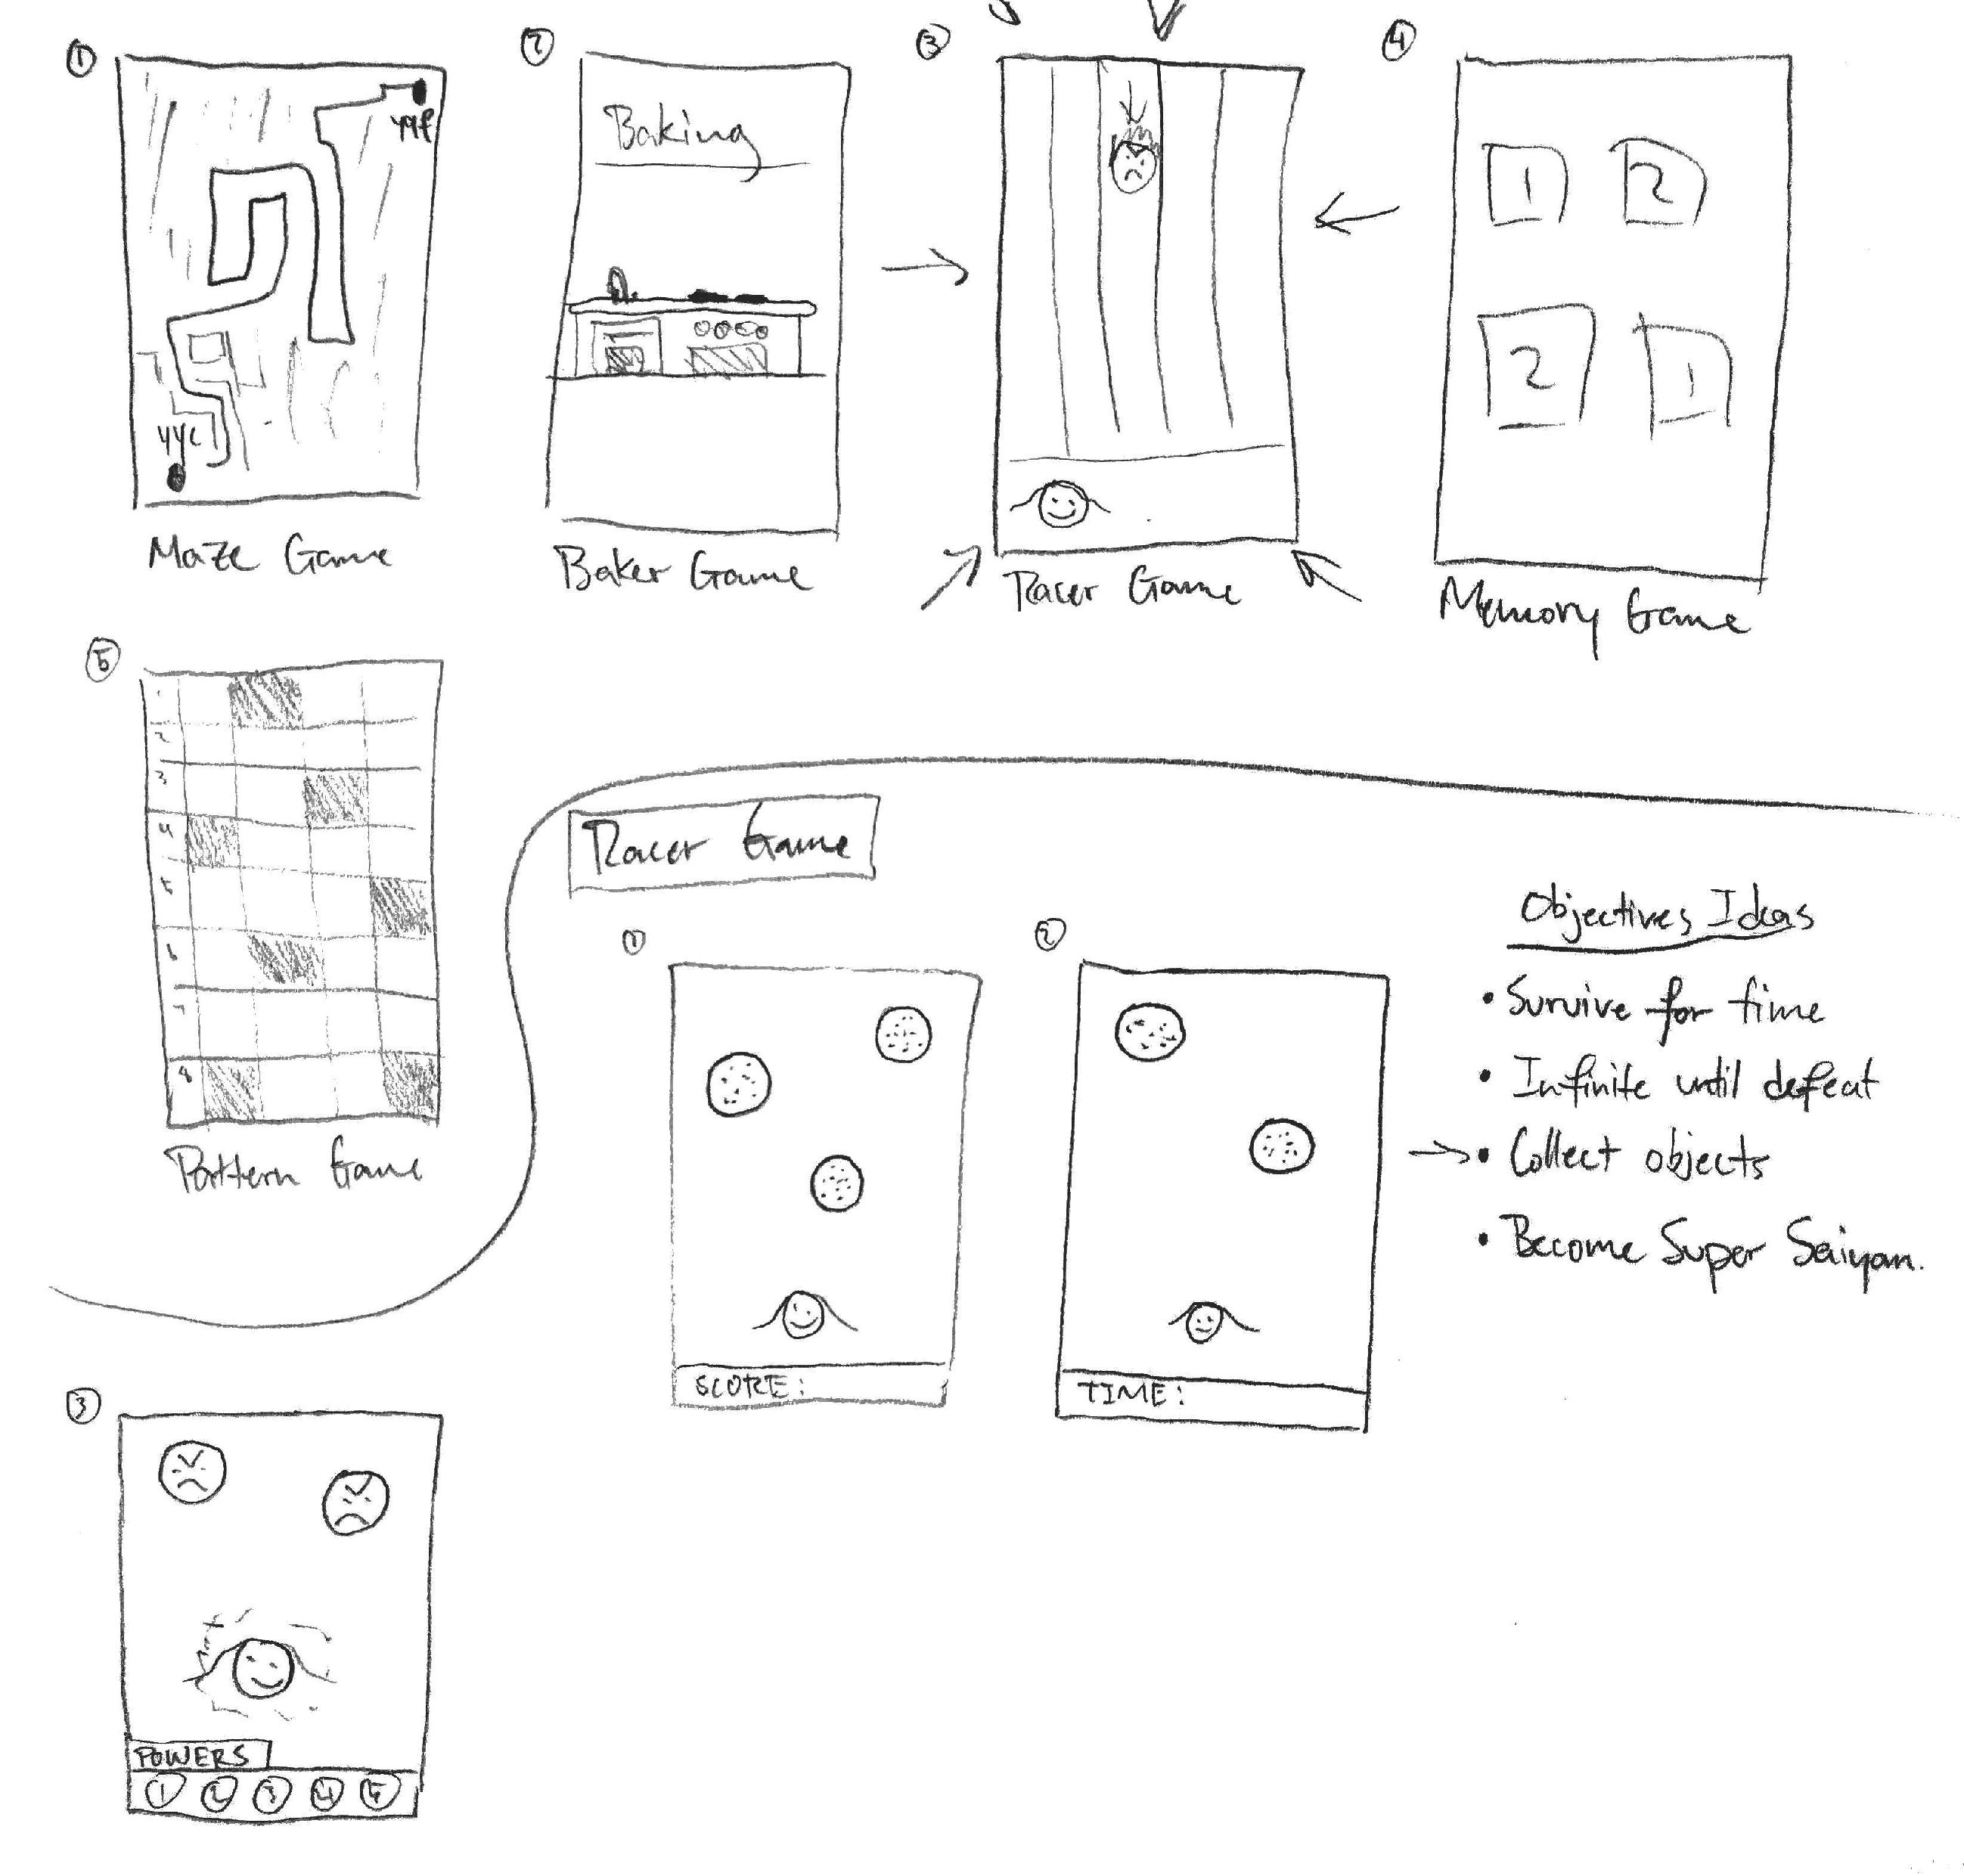 1
yyf
yyc
Maze Game
2
Baking
Baker Game
3
Racer Game
4
1 2
2 1
Memory Game
5
1
2
3
4
5
6
7
8
Pattern Game
Racer Game
1
SCORE:
2
TIME:
Objectives Ideas
• Survive for time
• Infinite until defeat
→• Collect objects
• Become Super Saiyan.
3
POWERS
1 2 3 4 5